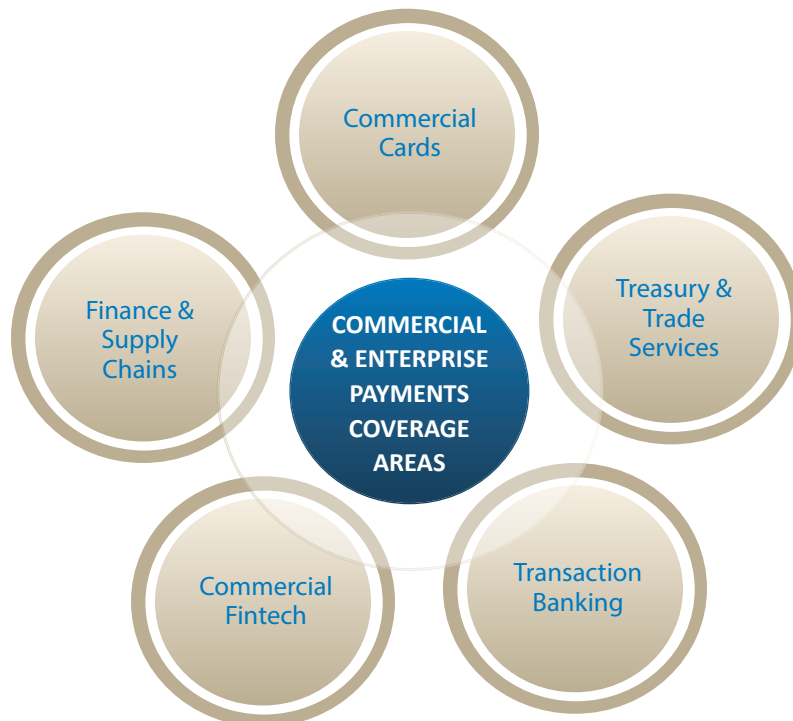 Commercial
Cards
Treasury &
Trade
Services
Transaction
Banking
Commercial
Fintech
Finance &
Supply
Chains
COMMERCIAL
& ENTERPRISE
PAYMENTS
COVERAGE
AREAS